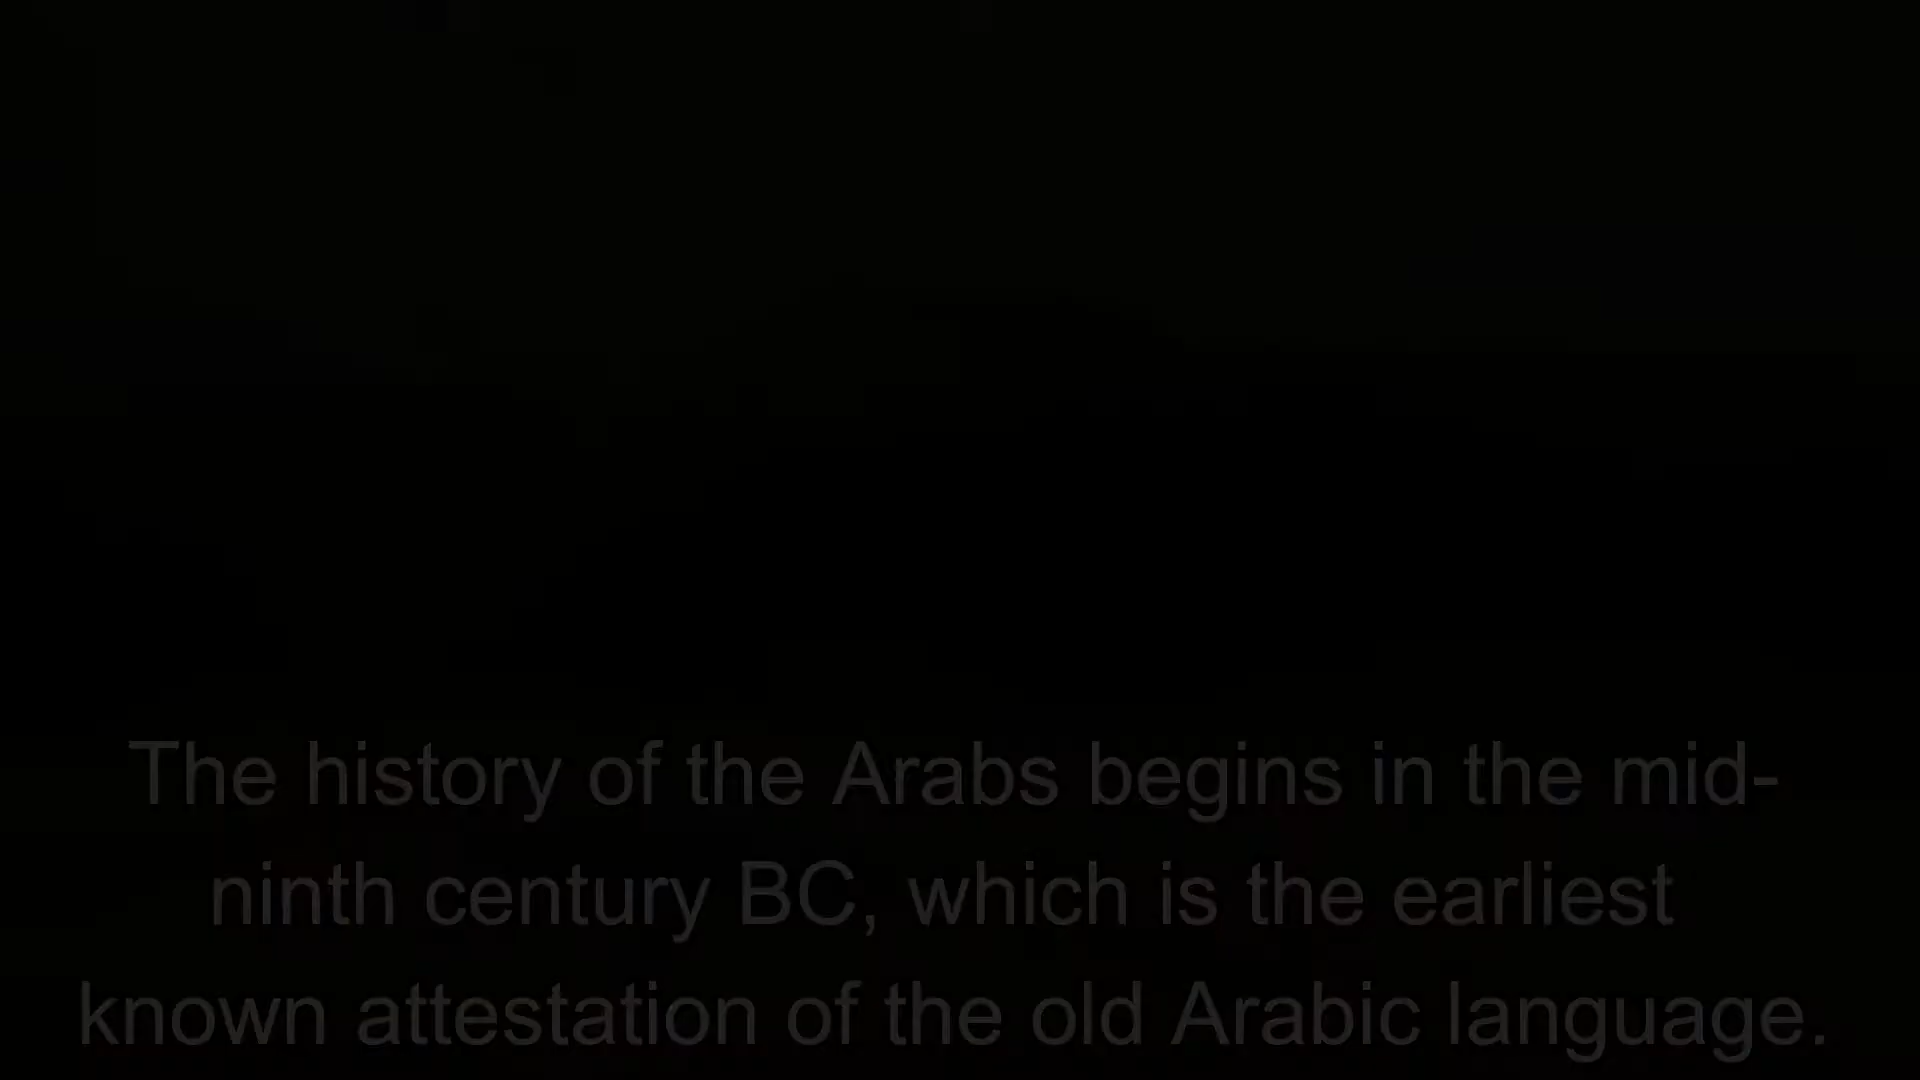 The history of the Arabs begins in the mid-
ninth century BC, which is the earliest
known attestation of the old Arabic language.